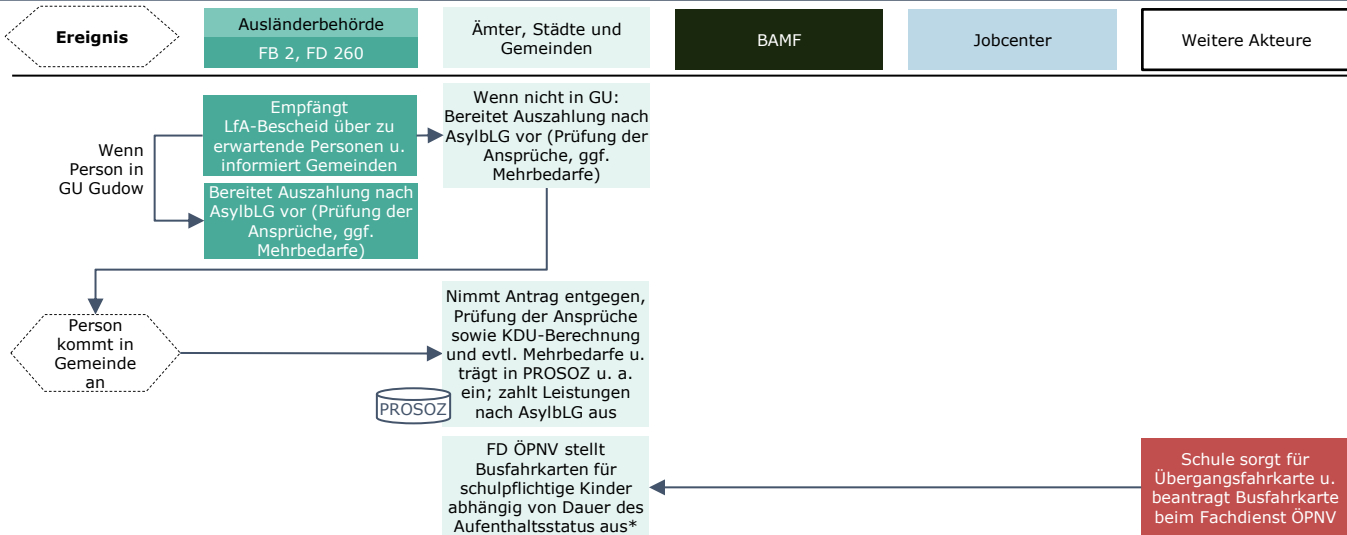 Ereignis
Ausländerbehörde
FB 2, FD 260
Ämter, Städte und
Gemeinden
BAMF
Jobcenter
Weitere Akteure
Wenn
Person in
GU Gudow
Empfängt
LfA-Bescheid über zu
erwartende Personen u.
informiert Gemeinden
Wenn nicht in GU:
Bereitet Auszahlung nach
AsylbLG vor (Prüfung der
Ansprüche, ggf.
Mehrbedarfe)
Bereitet Auszahlung nach
AsylbLG vor (Prüfung der
Ansprüche, ggf.
Mehrbedarfe)
Person
kommt in
Gemeinde
an
Nimmt Antrag entgegen,
Prüfung der Ansprüche
sowie KDU-Berechnung
und evtl. Mehrbedarfe u.
trägt in PROSOZ u. a.
ein; zahlt Leistungen
nach AsylbLG aus
PROSOZ
FD ÖPNV stellt
Busfahrkarten für
schulpflichtige Kinder
abhängig von Dauer des
Aufenthaltsstatus aus*
Schule sorgt für
Übergangsfahrkarte u.
beantragt Busfahrkarte
beim Fachdienst ÖPNV